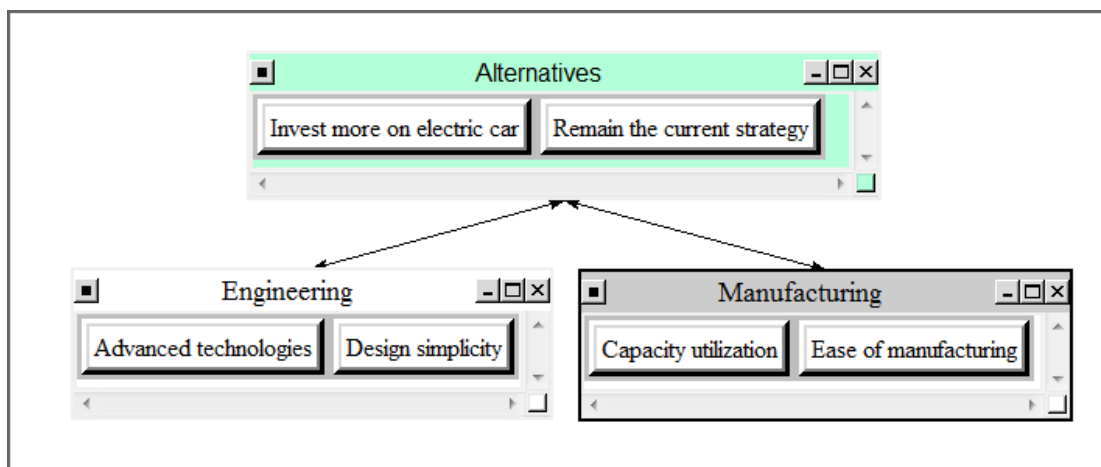 Alternatives
Invest more on electric car
Remain the current strategy
Engineering
Advanced technologies
Design simplicity
Manufacturing
Capacity utilization
Ease of manufacturing